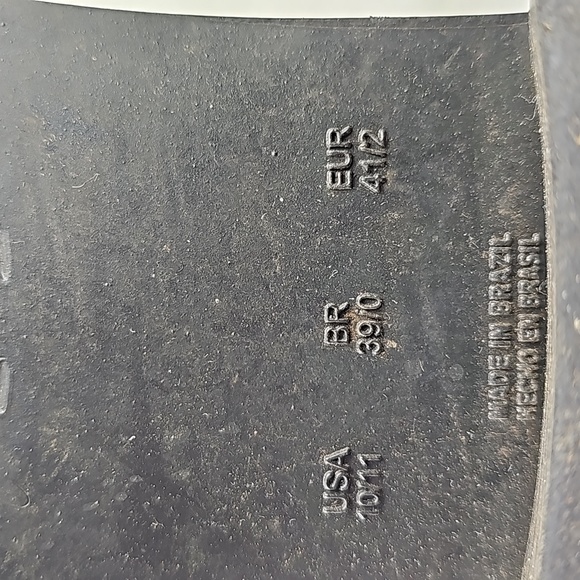 USA
10/11
BR
39/0
EUR
41/2
MADE IN BRAZIL
HECHO EN BRASIL